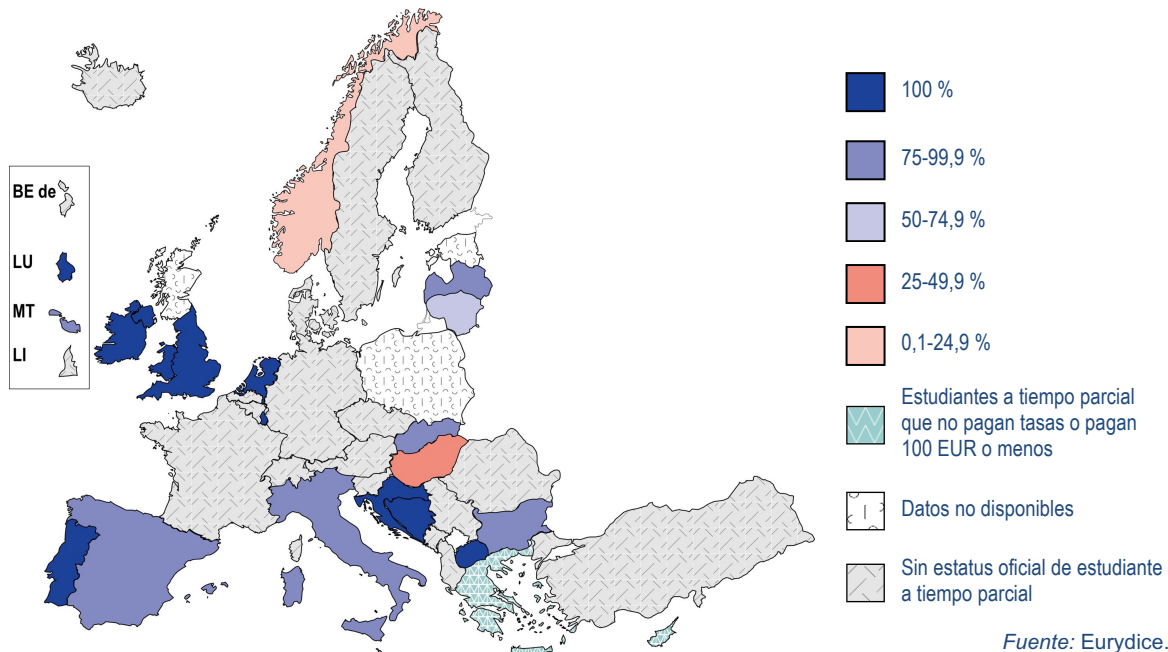 BE de
LU
MT
LI
100 %
75-99,9 %
50-74,9 %
25-49,9 %
0,1-24,9 %
Estudiantes a tiempo parcial
que no pagan tasas o pagan
100 EUR o menos
Datos no disponibles
Sin estatus oficial de estudiante
a tiempo parcial
Fuente: Eurydice.